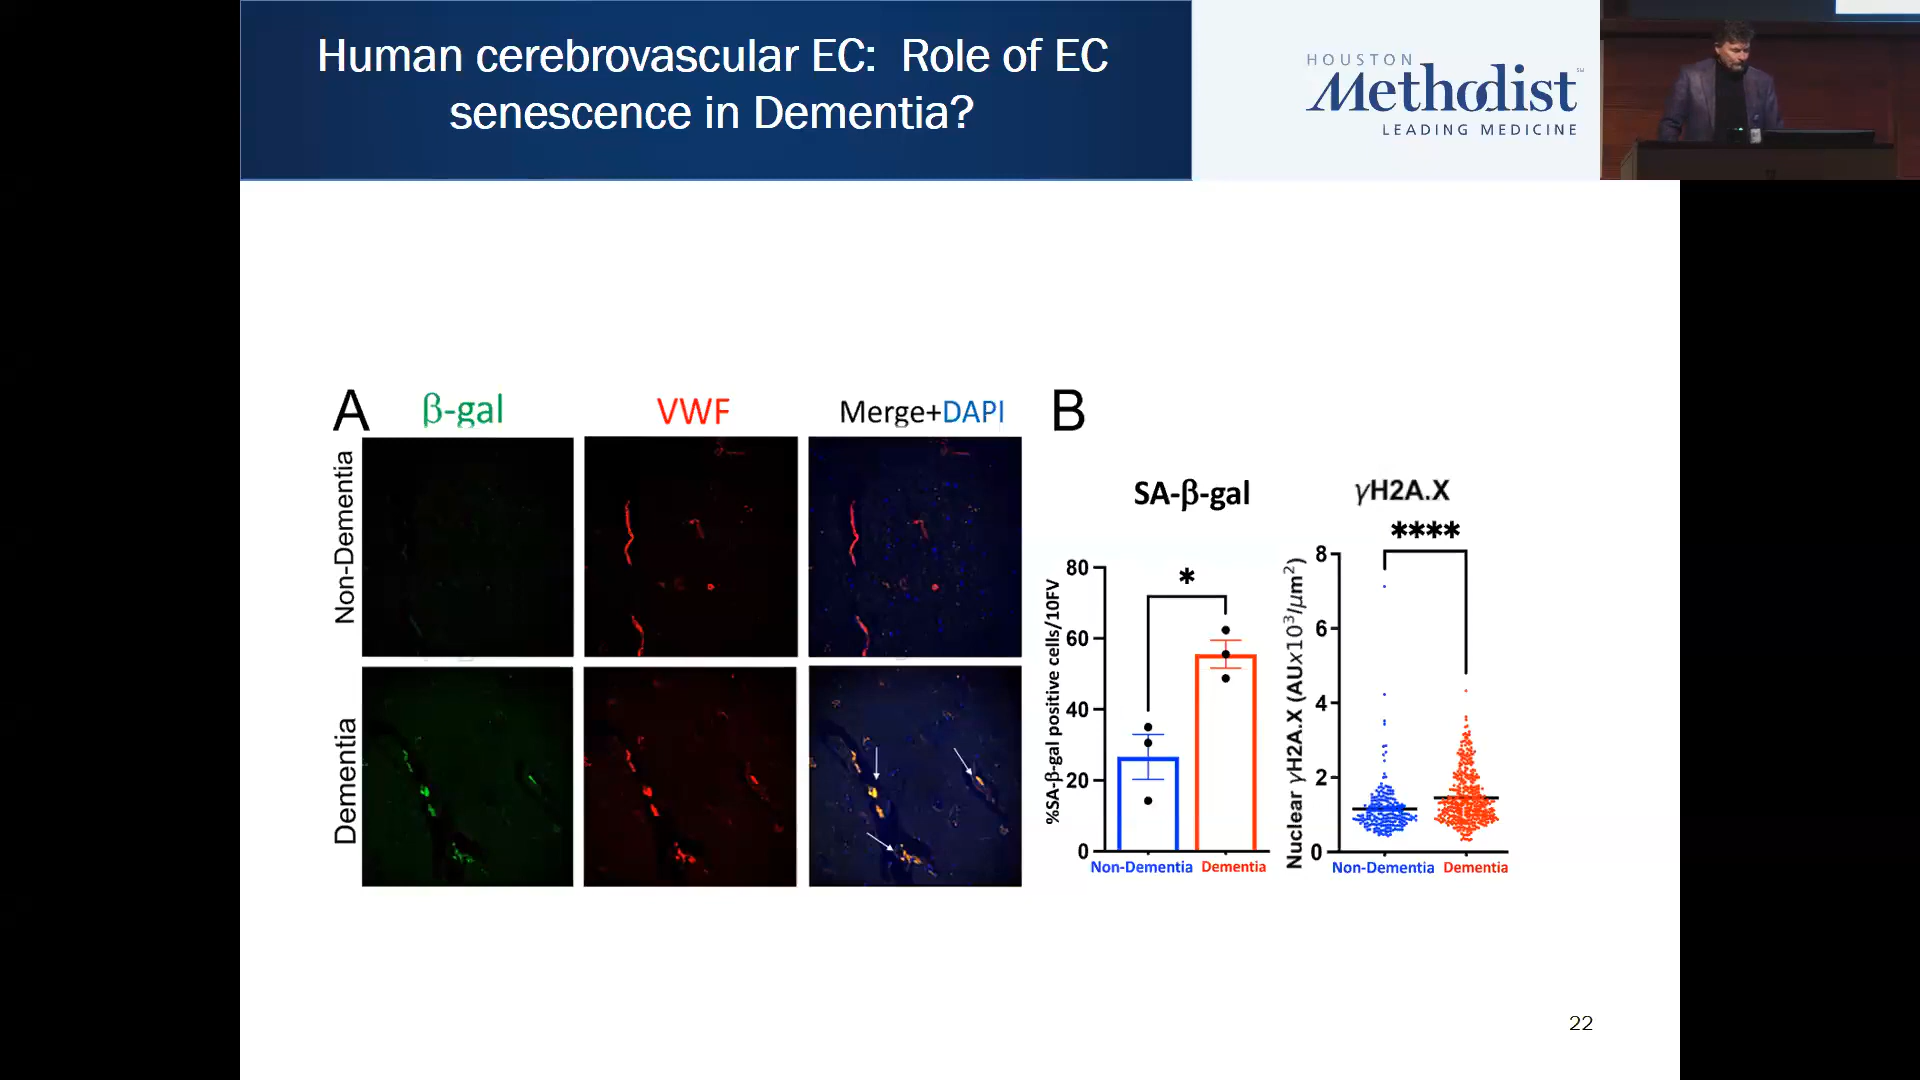 Human cerebrovascular EC: Role of EC
senescence in Dementia?
HOUSTON
Methodist
LEADING MEDICINE
A
β-gal
VWF
Merge+DAPI
Non-Dementia
Dementia
B
SA-β-gal
*
%SA-β-gal positive cells/10FV
80
60
40
20
0
Non-Dementia Dementia
γH2A.X
****
Nuclear γH2A.X (AUx10³/μm²)
8
6
4
2
0
Non-Dementia Dementia
22